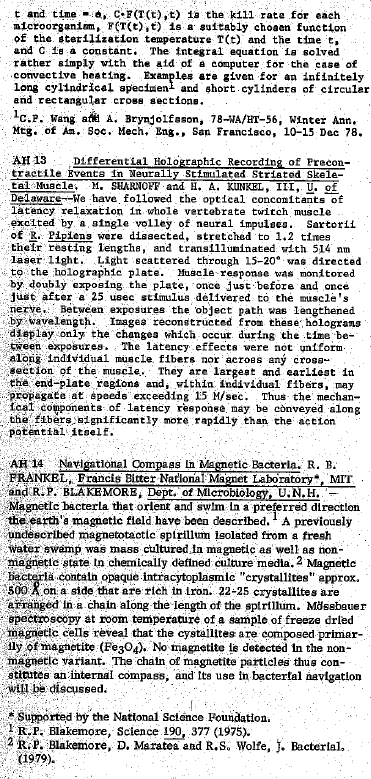 t and time = a, C·F(T(t),t) is the kill rate for each
microorganism, F(T(t),t) is a suitably chosen function
of the sterilization temperature T(t) and the time t,
and C is a constant. The integral equation is solved
rather simply with the aid of a computer for the case of
convective heating. Examples are given for an infinitely
long cylindrical specimen1 and short cylinders of circular
and rectangular cross sections.
1C.P. Wang and A. Brynjolfsson, 78-WA/HT-56, Winter Ann.
Mtg. of Am. Soc. Mech. Eng., San Francisco, 10-15 Dec 78.
AH 13 Differential Holographic Recording of Precon-
tractile Events in Neurally Stimulated Striated Skele-
tal Muscle. M. SHARNOFF and H. A. KUNKEL, III, U. of
Delaware--We have followed the optical concomitants of
latency relaxation in whole vertebrate twitch muscle
excited by a single volley of neural impulses. Sartorii
of R. Pipiens were dissected, stretched to 1.2 times
their resting lengths, and transilluminated with 514 nm
laser light. Light scattered through 15-20° was directed
to the holographic plate. Muscle response was monitored
by doubly exposing the plate, once just before and once
just after a 25 usec stimulus delivered to the muscle's
nerve. Between exposures the object path was lengthened
by wavelength. Images reconstructed from these holograms
display only the changes which occur during the time be-
tween exposures. The latency effects were not uniform
along individual muscle fibers nor across any cross-
section of the muscle. They are largest and earliest in
the end-plate regions and, within individual fibers, may
propagate at speeds exceeding 15 M/sec. Thus the mechan-
ical components of latency response may be conveyed along
the fibers significantly more rapidly than the action
potential itself.
AH 14 Navigational Compass in Magnetic Bacteria. R. B.
FRANKEL, Francis Bitter National Magnet Laboratory*, MIT
and R.P. BLAKEMORE, Dept. of Microbiology, U.N.H. —
Magnetic bacteria that orient and swim in a preferred direction
the earth's magnetic field have been described.1 A previously
undescribed magnetotactic spirillum isolated from a fresh
water swamp was mass cultured in magnetic as well as non-
magnetic state in chemically defined culture media.2 Magnetic
bacteria contain opaque intracytoplasmic "crystallites" approx.
500 Å on a side that are rich in iron. 22-25 crystallites are
arranged in a chain along the length of the spirillum. Mössbauer
spectroscopy at room temperature of a sample of freeze dried
magnetic cells reveal that the cystallites are composed primar-
ily of magnetite (Fe3O4). No magnetite is detected in the non-
magnetic variant. The chain of magnetite particles thus con-
stitutes an internal compass, and its use in bacterial navigation
will be discussed.
* Supported by the National Science Foundation.
1 R.P. Blakemore, Science 190, 377 (1975).
2 R.P. Blakemore, D. Maratea and R.S. Wolfe, J. Bacterial.
(1979).